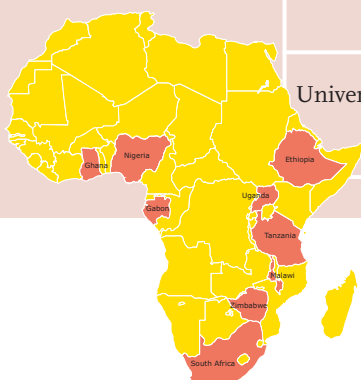 Univer
Ethiopia
Nigeria
Ghana
Uganda
Gabon
Tanzania
Malawi
Zimbabwe
South Africa